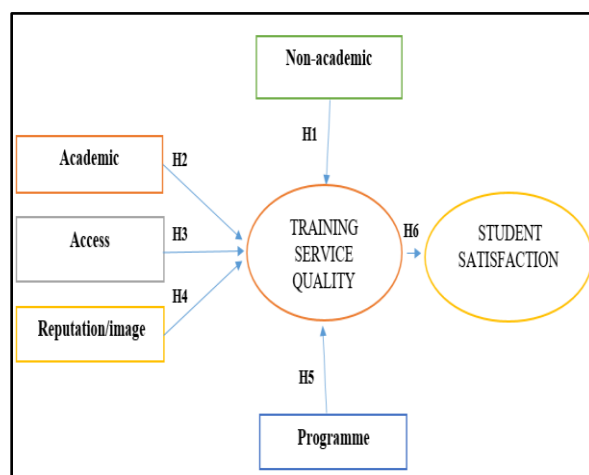 Non-academic
H1
Academic
H2
Access
H3
Reputation/image
H4
TRAINING
SERVICE
QUALITY
H6
STUDENT
SATISFACTION
H5
Programme